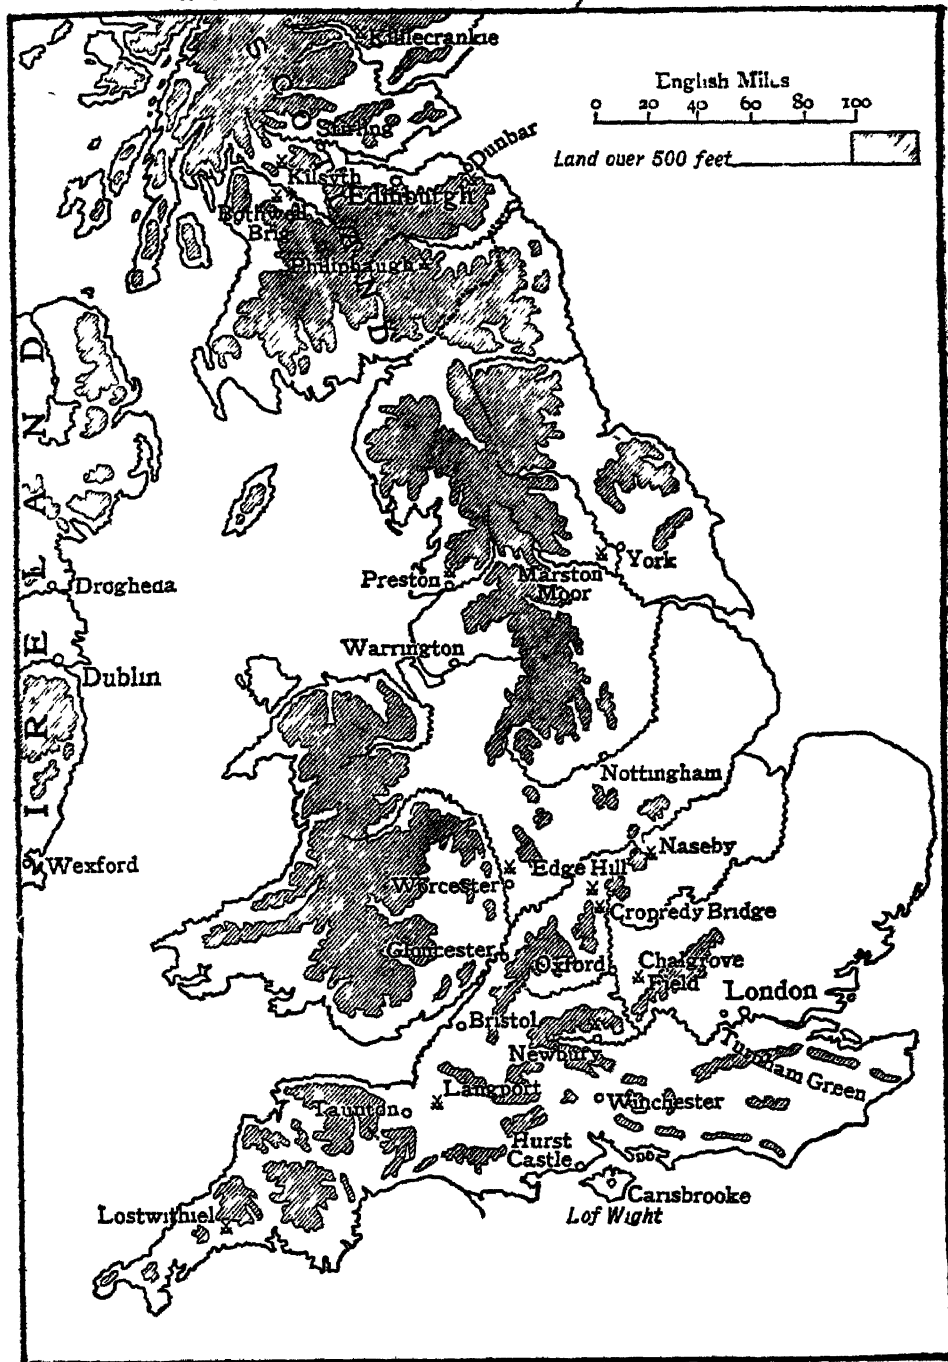 Killiecrankie
English Miles
0 20 40 60 80 100
Land over 500 feet
Stirling
Dunbar
Kilsyth
Edinburgh
Bothwell
Brig
Philiphaugh
S
N
D
IRELAND
Drogheda
Dublin
Wexford
Preston
Marston
Moor
York
Warrington
Nottingham
Naseby
Edge Hill
Worcester
Cropredy Bridge
Gloucester
Oxford
Chalgrove
Field
London
Bristol
Newbury
Turnham Green
Langport
Taunton
Winchester
Hurst
Castle
Carisbrooke
I of Wight
Lostwithiel